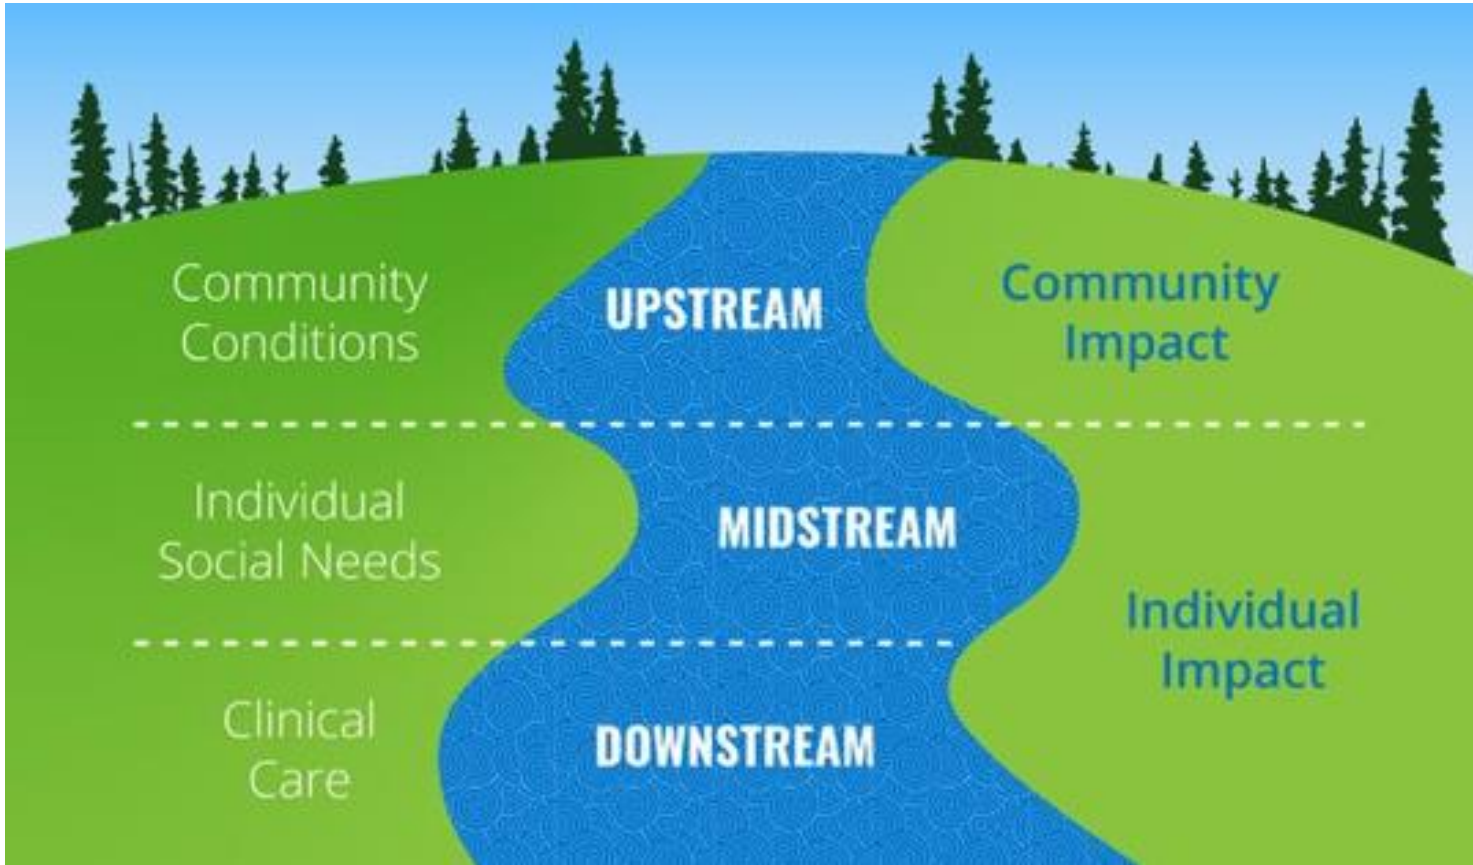 Community
Conditions
UPSTREAM
Community
Impact
Individual
Social Needs
MIDSTREAM
Individual
Impact
Clinical
Care
DOWNSTREAM